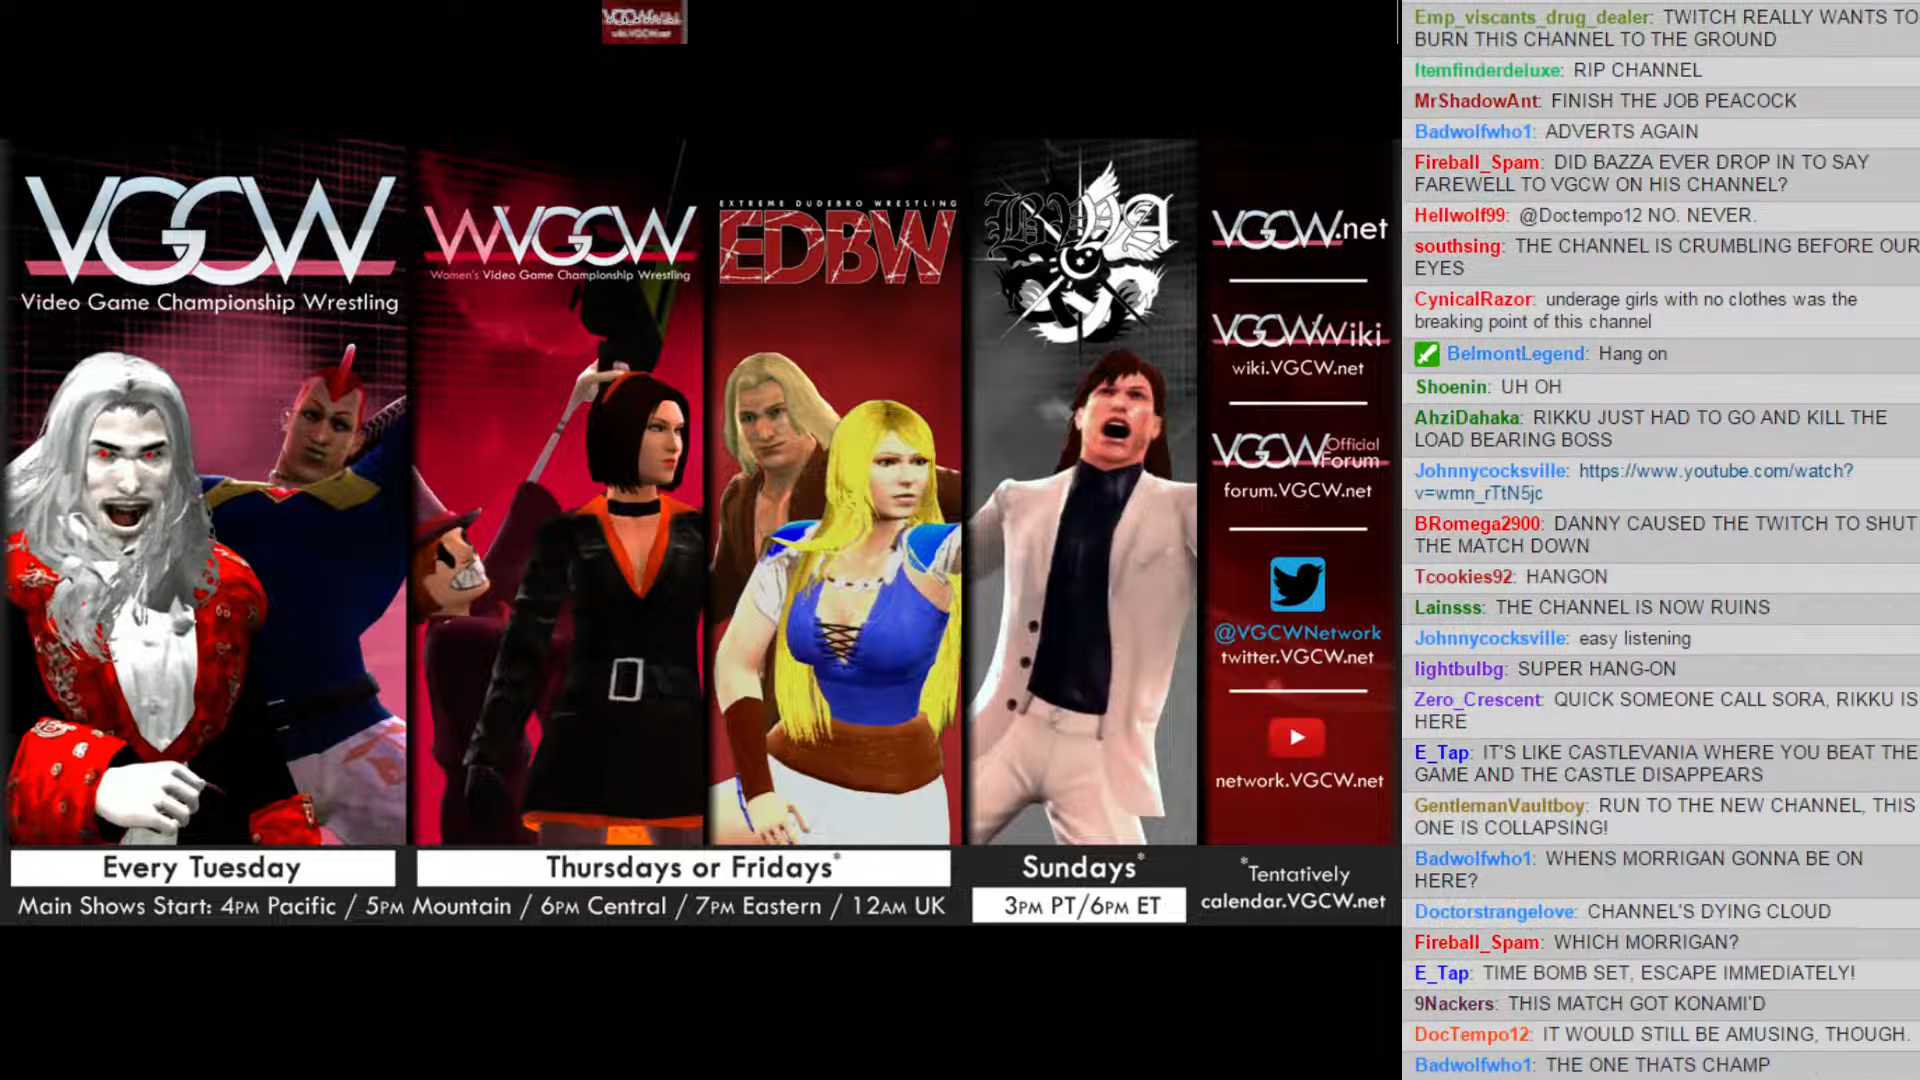 wiki.VGCW.net
VGCW
Video Game Championship Wrestling
WVGCW
Women's Video Game Championship Wrestling
EXTREME DUDEBRO WRESTLING
EDBW
BWA
VGCW.net
VGCWWiki
wiki.VGCW.net
VGCW Official Forum
forum.VGCW.net
@VGCWNetwork
twitter.VGCW.net
network.VGCW.net
Every Tuesday
Thursdays or Fridays*
Main Shows Start: 4PM Pacific / 5PM Mountain / 6PM Central / 7PM Eastern / 12AM UK
Sundays*
3PM PT/6PM ET
*Tentatively
calendar.VGCW.net
Emp_viscants_drug_dealer: TWITCH REALLY WANTS TO
BURN THIS CHANNEL TO THE GROUND
Itemfinderdeluxe: RIP CHANNEL
MrShadowAnt: FINISH THE JOB PEACOCK
Badwolfwho1: ADVERTS AGAIN
Fireball_Spam: DID BAZZA EVER DROP IN TO SAY
FAREWELL TO VGCW ON HIS CHANNEL?
Hellwolf99: @Doctempo12 NO. NEVER.
southsing: THE CHANNEL IS CRUMBLING BEFORE OUR
EYES
CynicalRazor: underage girls with no clothes was the
breaking point of this channel
BelmontLegend: Hang on
Shoenin: UH OH
AhziDahaka: RIKKU JUST HAD TO GO AND KILL THE
LOAD BEARING BOSS
Johnnycocksville: https://www.youtube.com/watch?
v=wmn_rTtN5jc
BRomega2900: DANNY CAUSED THE TWITCH TO SHUT
THE MATCH DOWN
Tcookies92: HANGON
Lainsss: THE CHANNEL IS NOW RUINS
Johnnycocksville: easy listening
lightbulbg: SUPER HANG-ON
Zero_Crescent: QUICK SOMEONE CALL SORA, RIKKU IS
HERE
E_Tap: IT'S LIKE CASTLEVANIA WHERE YOU BEAT THE
GAME AND THE CASTLE DISAPPEARS
GentlemanVaultboy: RUN TO THE NEW CHANNEL, THIS
ONE IS COLLAPSING!
Badwolfwho1: WHENS MORRIGAN GONNA BE ON
HERE?
Doctorstrangelove: CHANNEL'S DYING CLOUD
Fireball_Spam: WHICH MORRIGAN?
E_Tap: TIME BOMB SET, ESCAPE IMMEDIATELY!
9Nackers: THIS MATCH GOT KONAMI'D
DocTempo12: IT WOULD STILL BE AMUSING, THOUGH.
Badwolfwho1: THE ONE THATS CHAMP